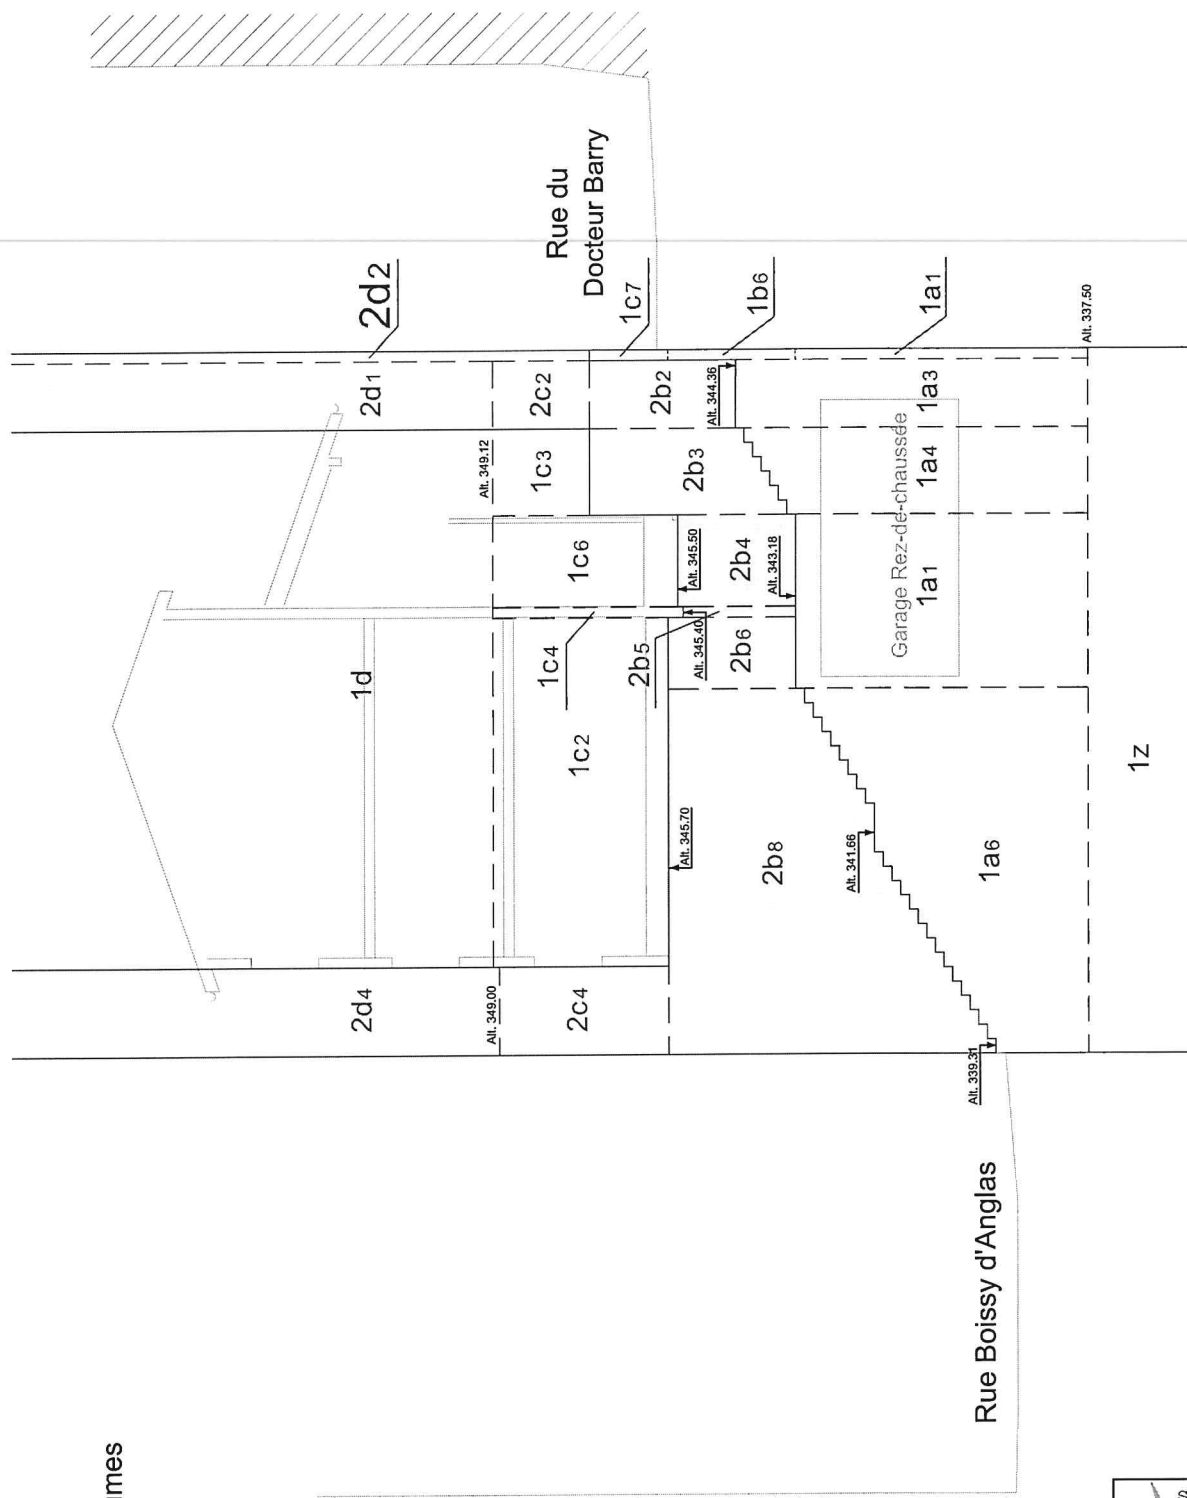 Rue du
Docteur Barry
2d2
2d1
1d
2d4
Alt. 349.12
Alt. 349.00
2c2
1c3
1c6
1c4
1c2
2c4
1c7
2b2
2b3
Alt. 345.50
2b4
Alt. 345.40
2b5
2b6
Alt. 345.70
1b6
Alt. 344.36
Alt. 343.18
2b8
Alt. 341.66
1a1
1a3
1a4
1a1
Garage Rez-de-chaussée
1a6
Alt. 339.31
Alt. 337.50
1z
Rue Boissy d'Anglas